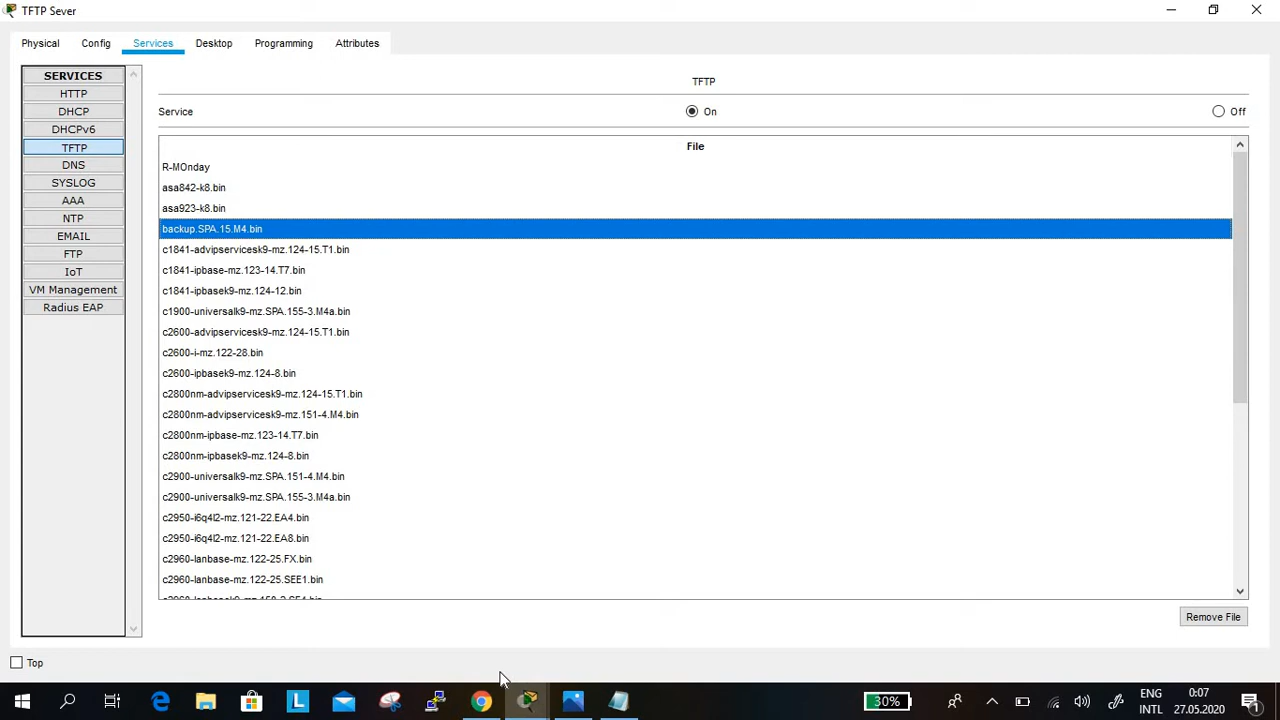 TFTP Sever
Physical Config Services Desktop Programming Attributes
SERVICES
HTTP
DHCP
DHCPv6
TFTP
DNS
SYSLOG
AAA
NTP
EMAIL
FTP
IoT
VM Management
Radius EAP
TFTP
Service On Off
File
R-MOnday
asa842-k8.bin
asa923-k8.bin
backup.SPA.15.M4.bin
c1841-advipservicesk9-mz.124-15.T1.bin
c1841-ipbase-mz.123-14.T7.bin
c1841-ipbasek9-mz.124-12.bin
c1900-universalk9-mz.SPA.155-3.M4a.bin
c2600-advipservicesk9-mz.124-15.T1.bin
c2600-i-mz.122-28.bin
c2600-ipbasek9-mz.124-8.bin
c2800nm-advipservicesk9-mz.124-15.T1.bin
c2800nm-advipservicesk9-mz.151-4.M4.bin
c2800nm-ipbase-mz.123-14.T7.bin
c2800nm-ipbasek9-mz.124-8.bin
c2900-universalk9-mz.SPA.151-4.M4.bin
c2900-universalk9-mz.SPA.155-3.M4a.bin
c2950-i6q4l2-mz.121-22.EA4.bin
c2950-i6q4l2-mz.121-22.EA8.bin
c2960-lanbase-mz.122-25.FX.bin
c2960-lanbase-mz.122-25.SEE1.bin
Remove File
Top
L
30%
ENG
INTL
0:07
27.05.2020
1